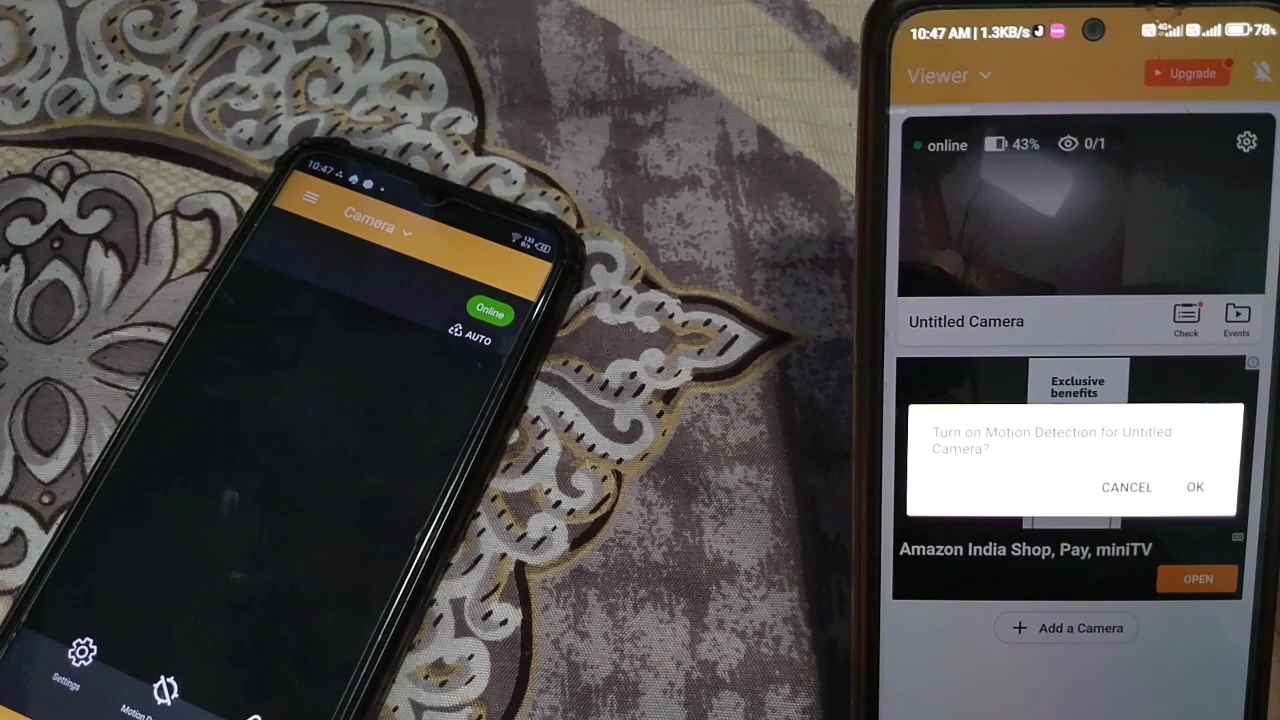 10:47
Camera
Online
AUTO
Settings
Motion
10:47 AM | 1.3KB/s
4G+
78%
Viewer
Upgrade
online
43%
0/1
Untitled Camera
Check
Events
Exclusive
benefits
Turn on Motion Detection for Untitled
Camera?
CANCEL
OK
Amazon India Shop, Pay, miniTV
OPEN
+ Add a Camera